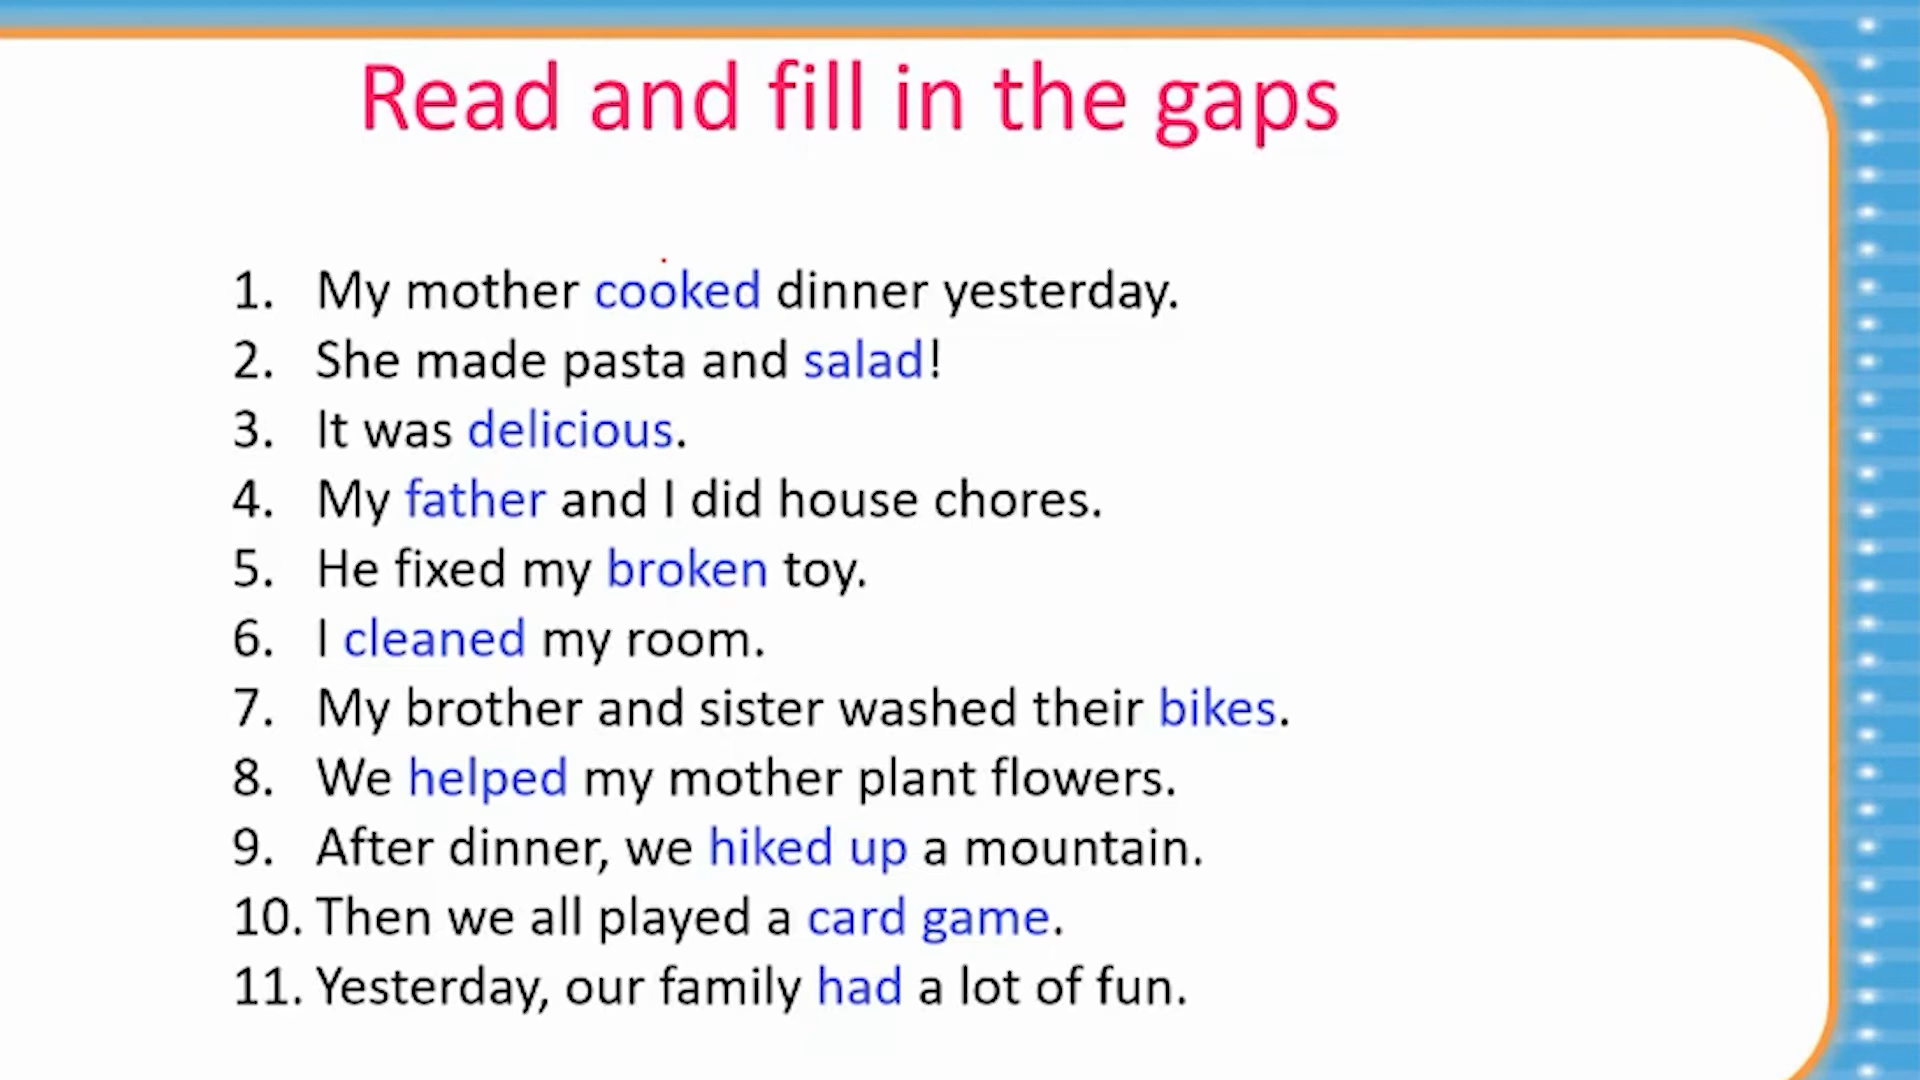 Read and fill in the gaps
1. My mother cooked dinner yesterday.
2. She made pasta and salad!
3. It was delicious.
4. My father and I did house chores.
5. He fixed my broken toy.
6. I cleaned my room.
7. My brother and sister washed their bikes.
8. We helped my mother plant flowers.
9. After dinner, we hiked up a mountain.
10. Then we all played a card game.
11. Yesterday, our family had a lot of fun.